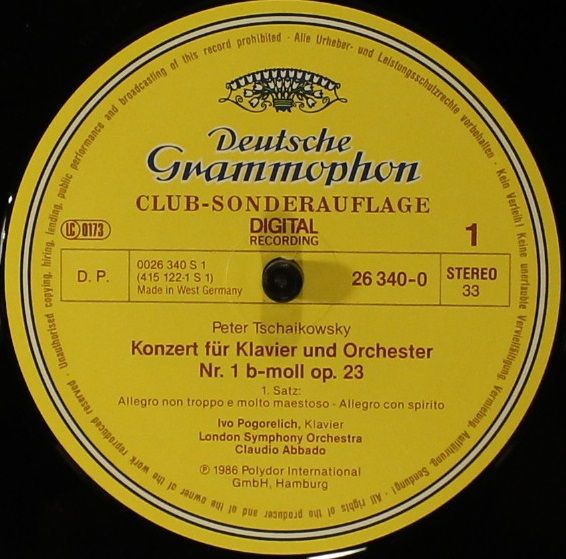 Deutsche
Grammophon
CLUB-SONDERAUFLAGE
DIGITAL
RECORDING
LC 0173
1
D. P.
0026 340 S 1
(415 122-1 S 1)
Made in West Germany
26 340-0
STEREO
33
Peter Tschaikowsky
Konzert für Klavier und Orchester
Nr. 1 b-moll op. 23
1. Satz:
Allegro non troppo e molto maestoso - Allegro con spirito
Ivo Pogorelich, Klavier
London Symphony Orchestra
Claudio Abbado
℗ 1986 Polydor International
GmbH, Hamburg
Alle Urheber- und Leistungsschutzrechte vorbehalten · Kein Verleih! Keine unerlaubte Vervielfältigung, Vermietung, Aufführung, Sendung! · All rights of the producer and of the owner of the work reproduced reserved · Unauthorised copying, hiring, lending, public performance and broadcasting of this record prohibited ·